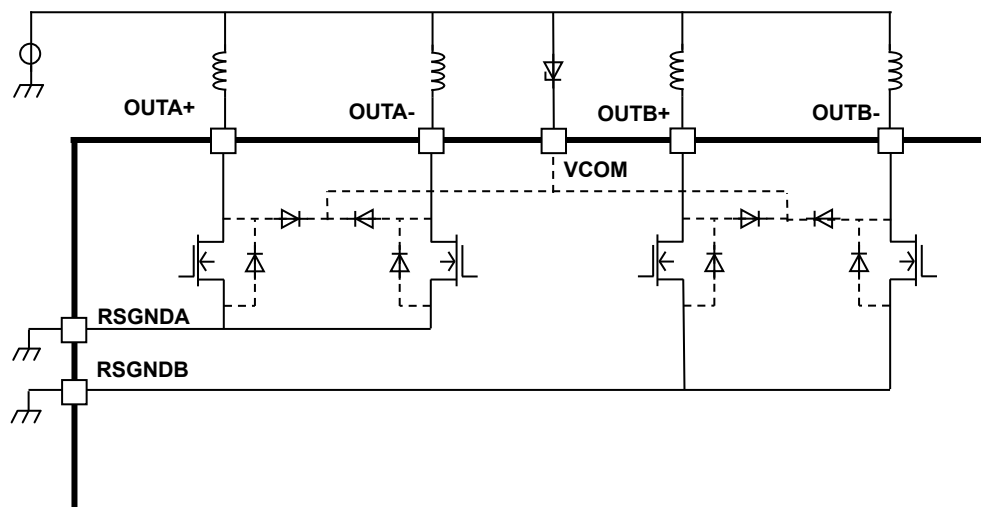 OUTA+
OUTA-
OUTB+
OUTB-
VCOM
RSGNDA
RSGNDB